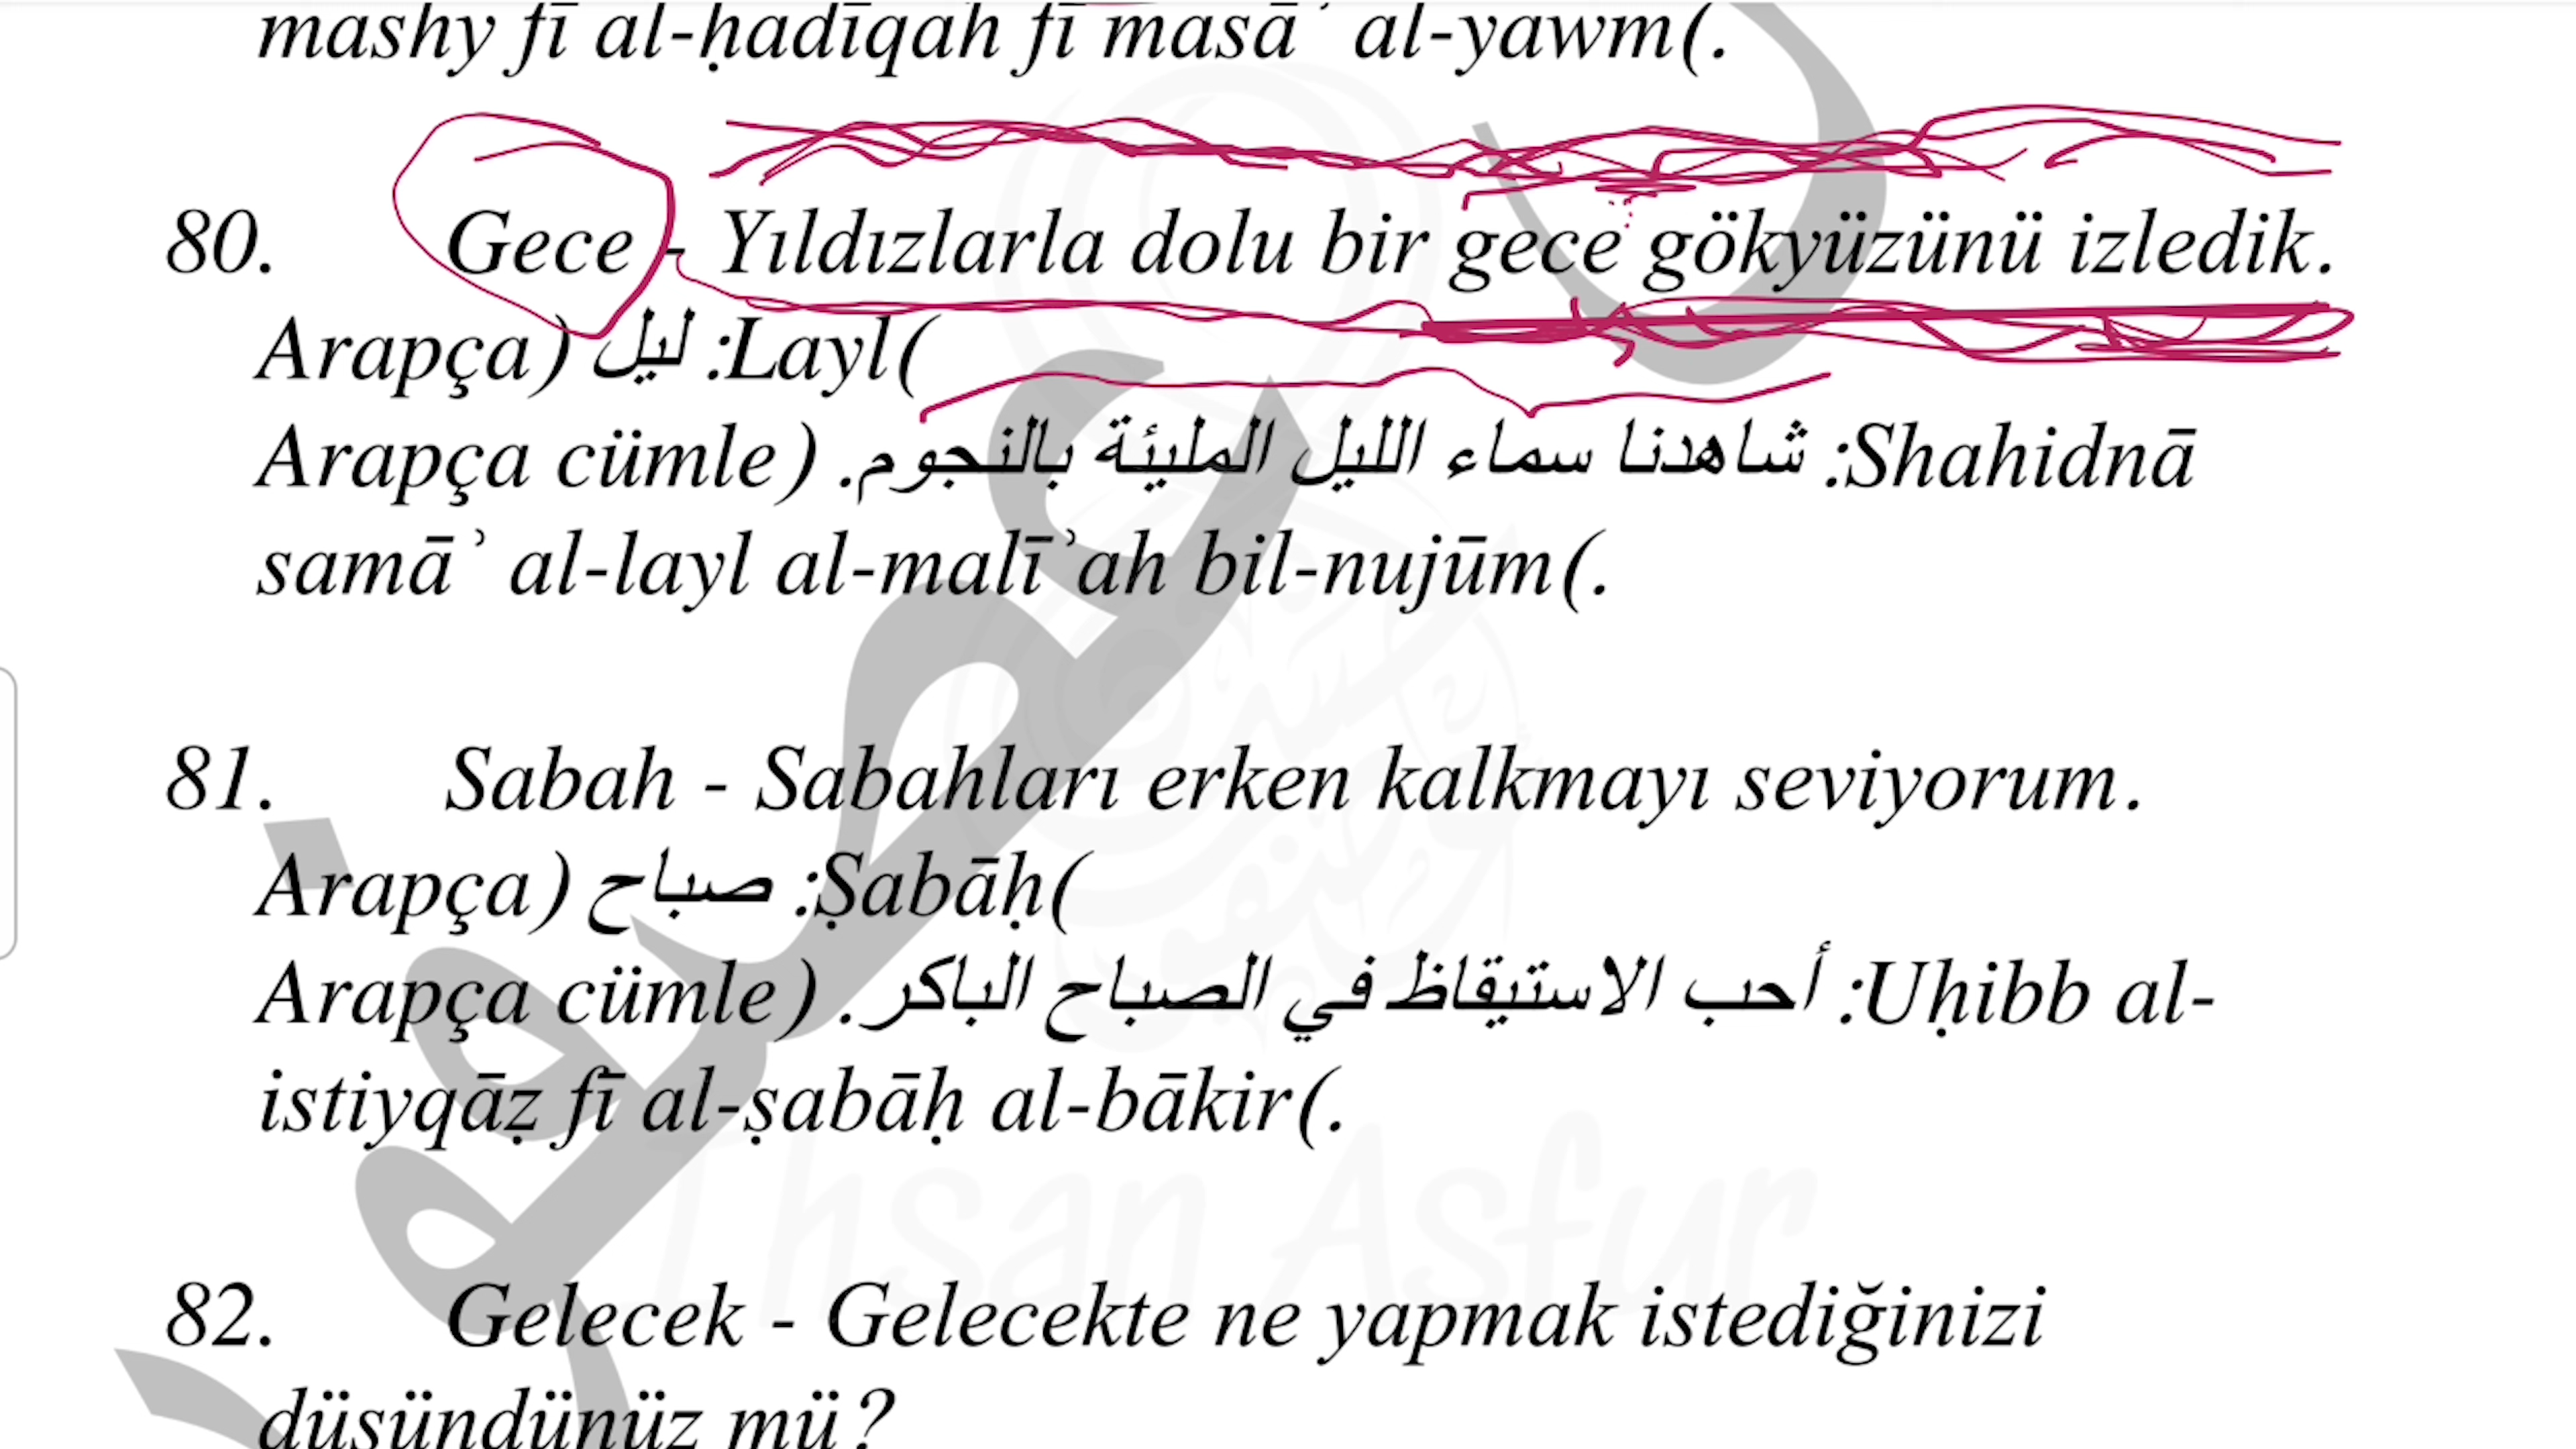 mashy fī al-ḥadīqah fī masāʾ al-yawm(.
80. Gece - Yıldızlarla dolu bir gece gökyüzünü izledik.
Arapça) ليل :Layl(
Arapça cümle) شاهدنا سماء الليل المليئة بالنجوم. :Shahidnā
samāʾ al-layl al-malīʾah bil-nujūm(.
81. Sabah - Sabahları erken kalkmayı seviyorum.
Arapça) صباح :Ṣabāḥ(
Arapça cümle) أحب الاستيقاظ في الصباح الباكر. :Uḥibb al-
istiyqāẓ fī al-ṣabāḥ al-bākir(.
Ihsan Asfur
82. Gelecek - Gelecekte ne yapmak istediğinizi
düşündünüz mü?